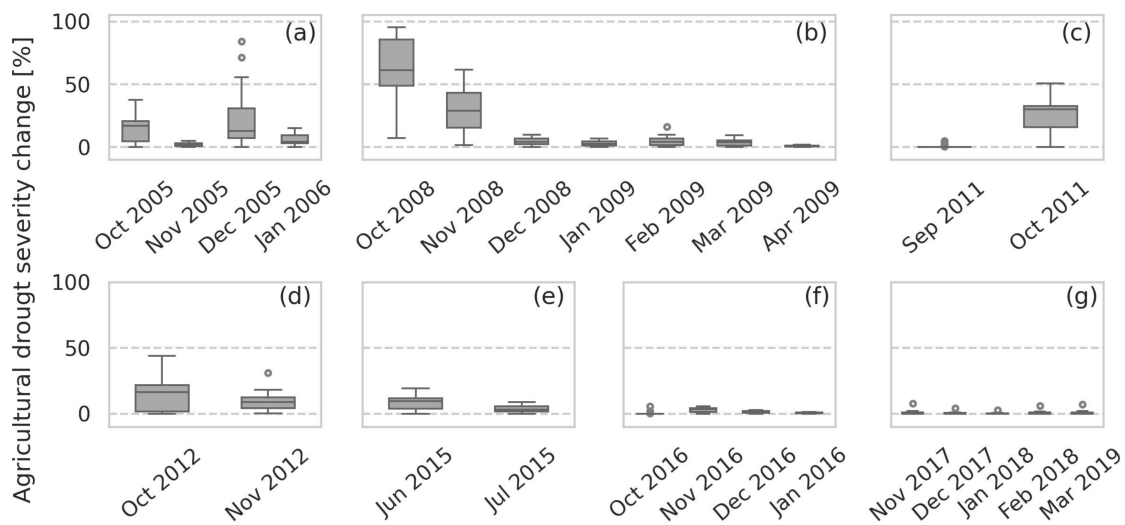 Agricultural drougt severity change [%]
100
50
0
(a)
Oct 2005
Nov 2005
Dec 2005
Jan 2006
(b)
Oct 2008
Nov 2008
Dec 2008
Jan 2009
Feb 2009
Mar 2009
Apr 2009
(c)
Sep 2011
Oct 2011
100
50
0
(d)
Oct 2012
Nov 2012
(e)
Jun 2015
Jul 2015
(f)
Oct 2016
Nov 2016
Dec 2016
Jan 2016
(g)
Nov 2017
Dec 2017
Jan 2018
Feb 2018
Mar 2019